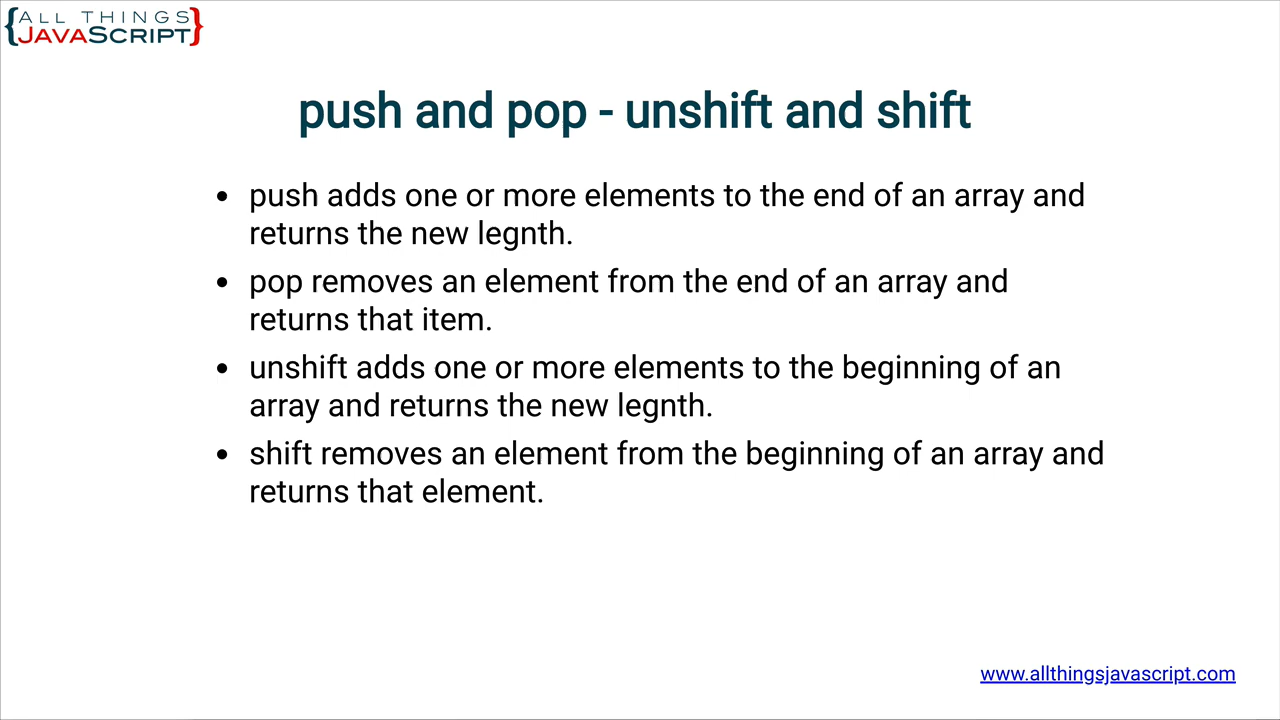 {ALL THINGS
JAVASCRIPT}
push and pop - unshift and shift
• push adds one or more elements to the end of an array and
returns the new legnth.
• pop removes an element from the end of an array and
returns that item.
• unshift adds one or more elements to the beginning of an
array and returns the new legnth.
• shift removes an element from the beginning of an array and
returns that element.
www.allthingsjavascript.com